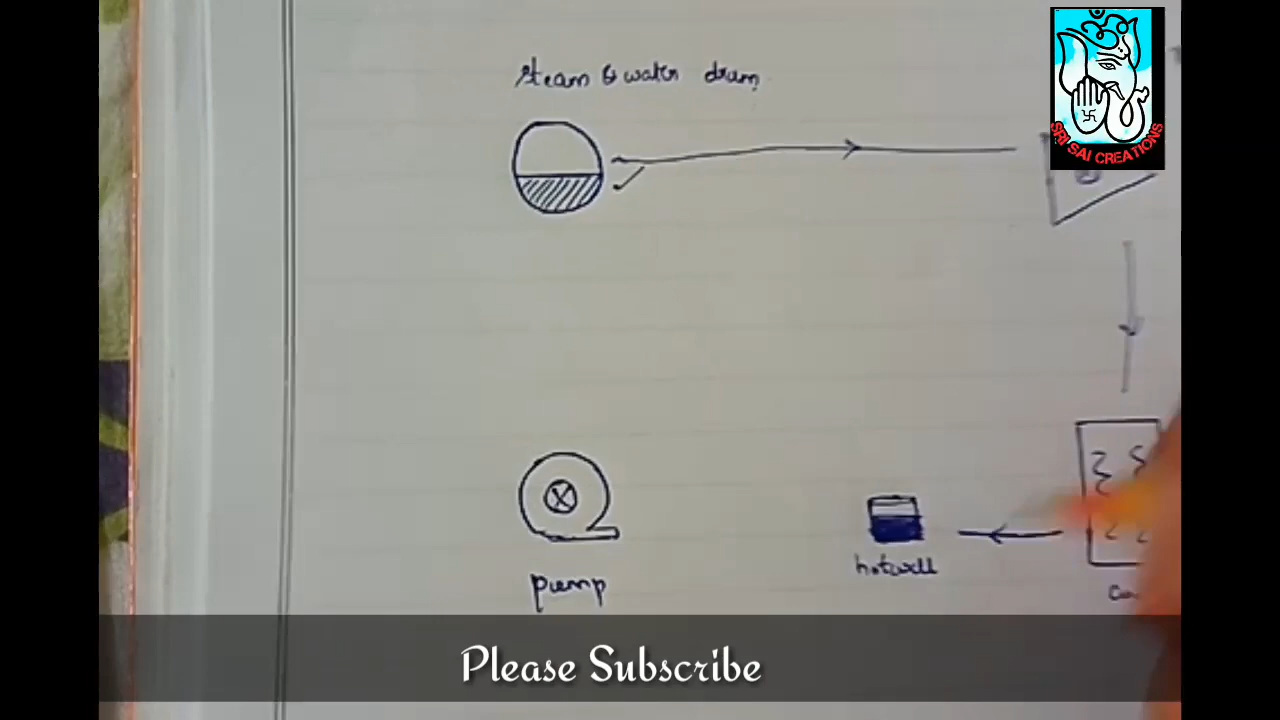 Steam & water drum
SRI SAI CREATIONS
hotwell
pump
Please Subscribe